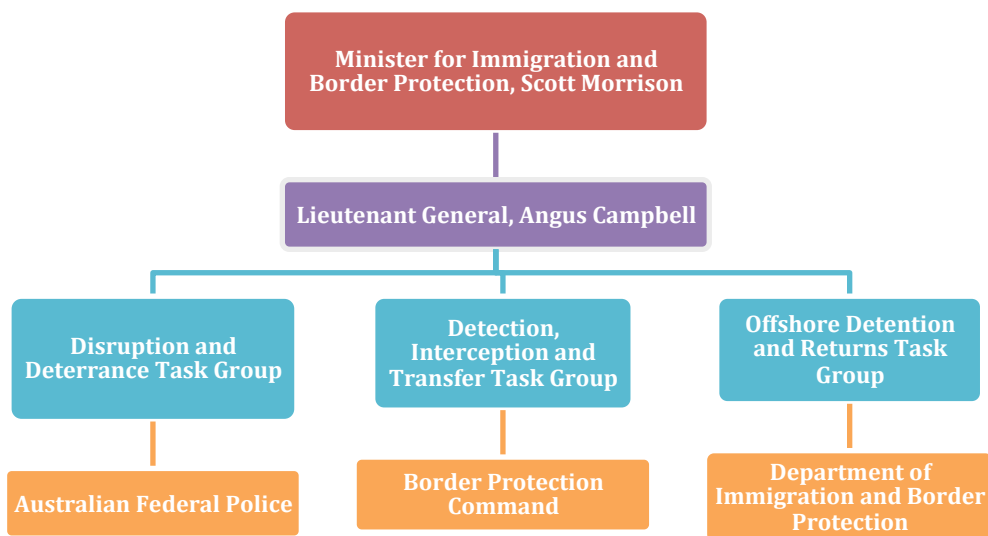 Minister for Immigration and
Border Protection, Scott Morrison
Lieutenant General, Angus Campbell
Disruption and
Deterrance Task Group
Detection,
Interception and
Transfer Task Group
Offshore Detention
and Returns Task
Group
Australian Federal Police
Border Protection
Command
Department of
Immigration and Border
Protection